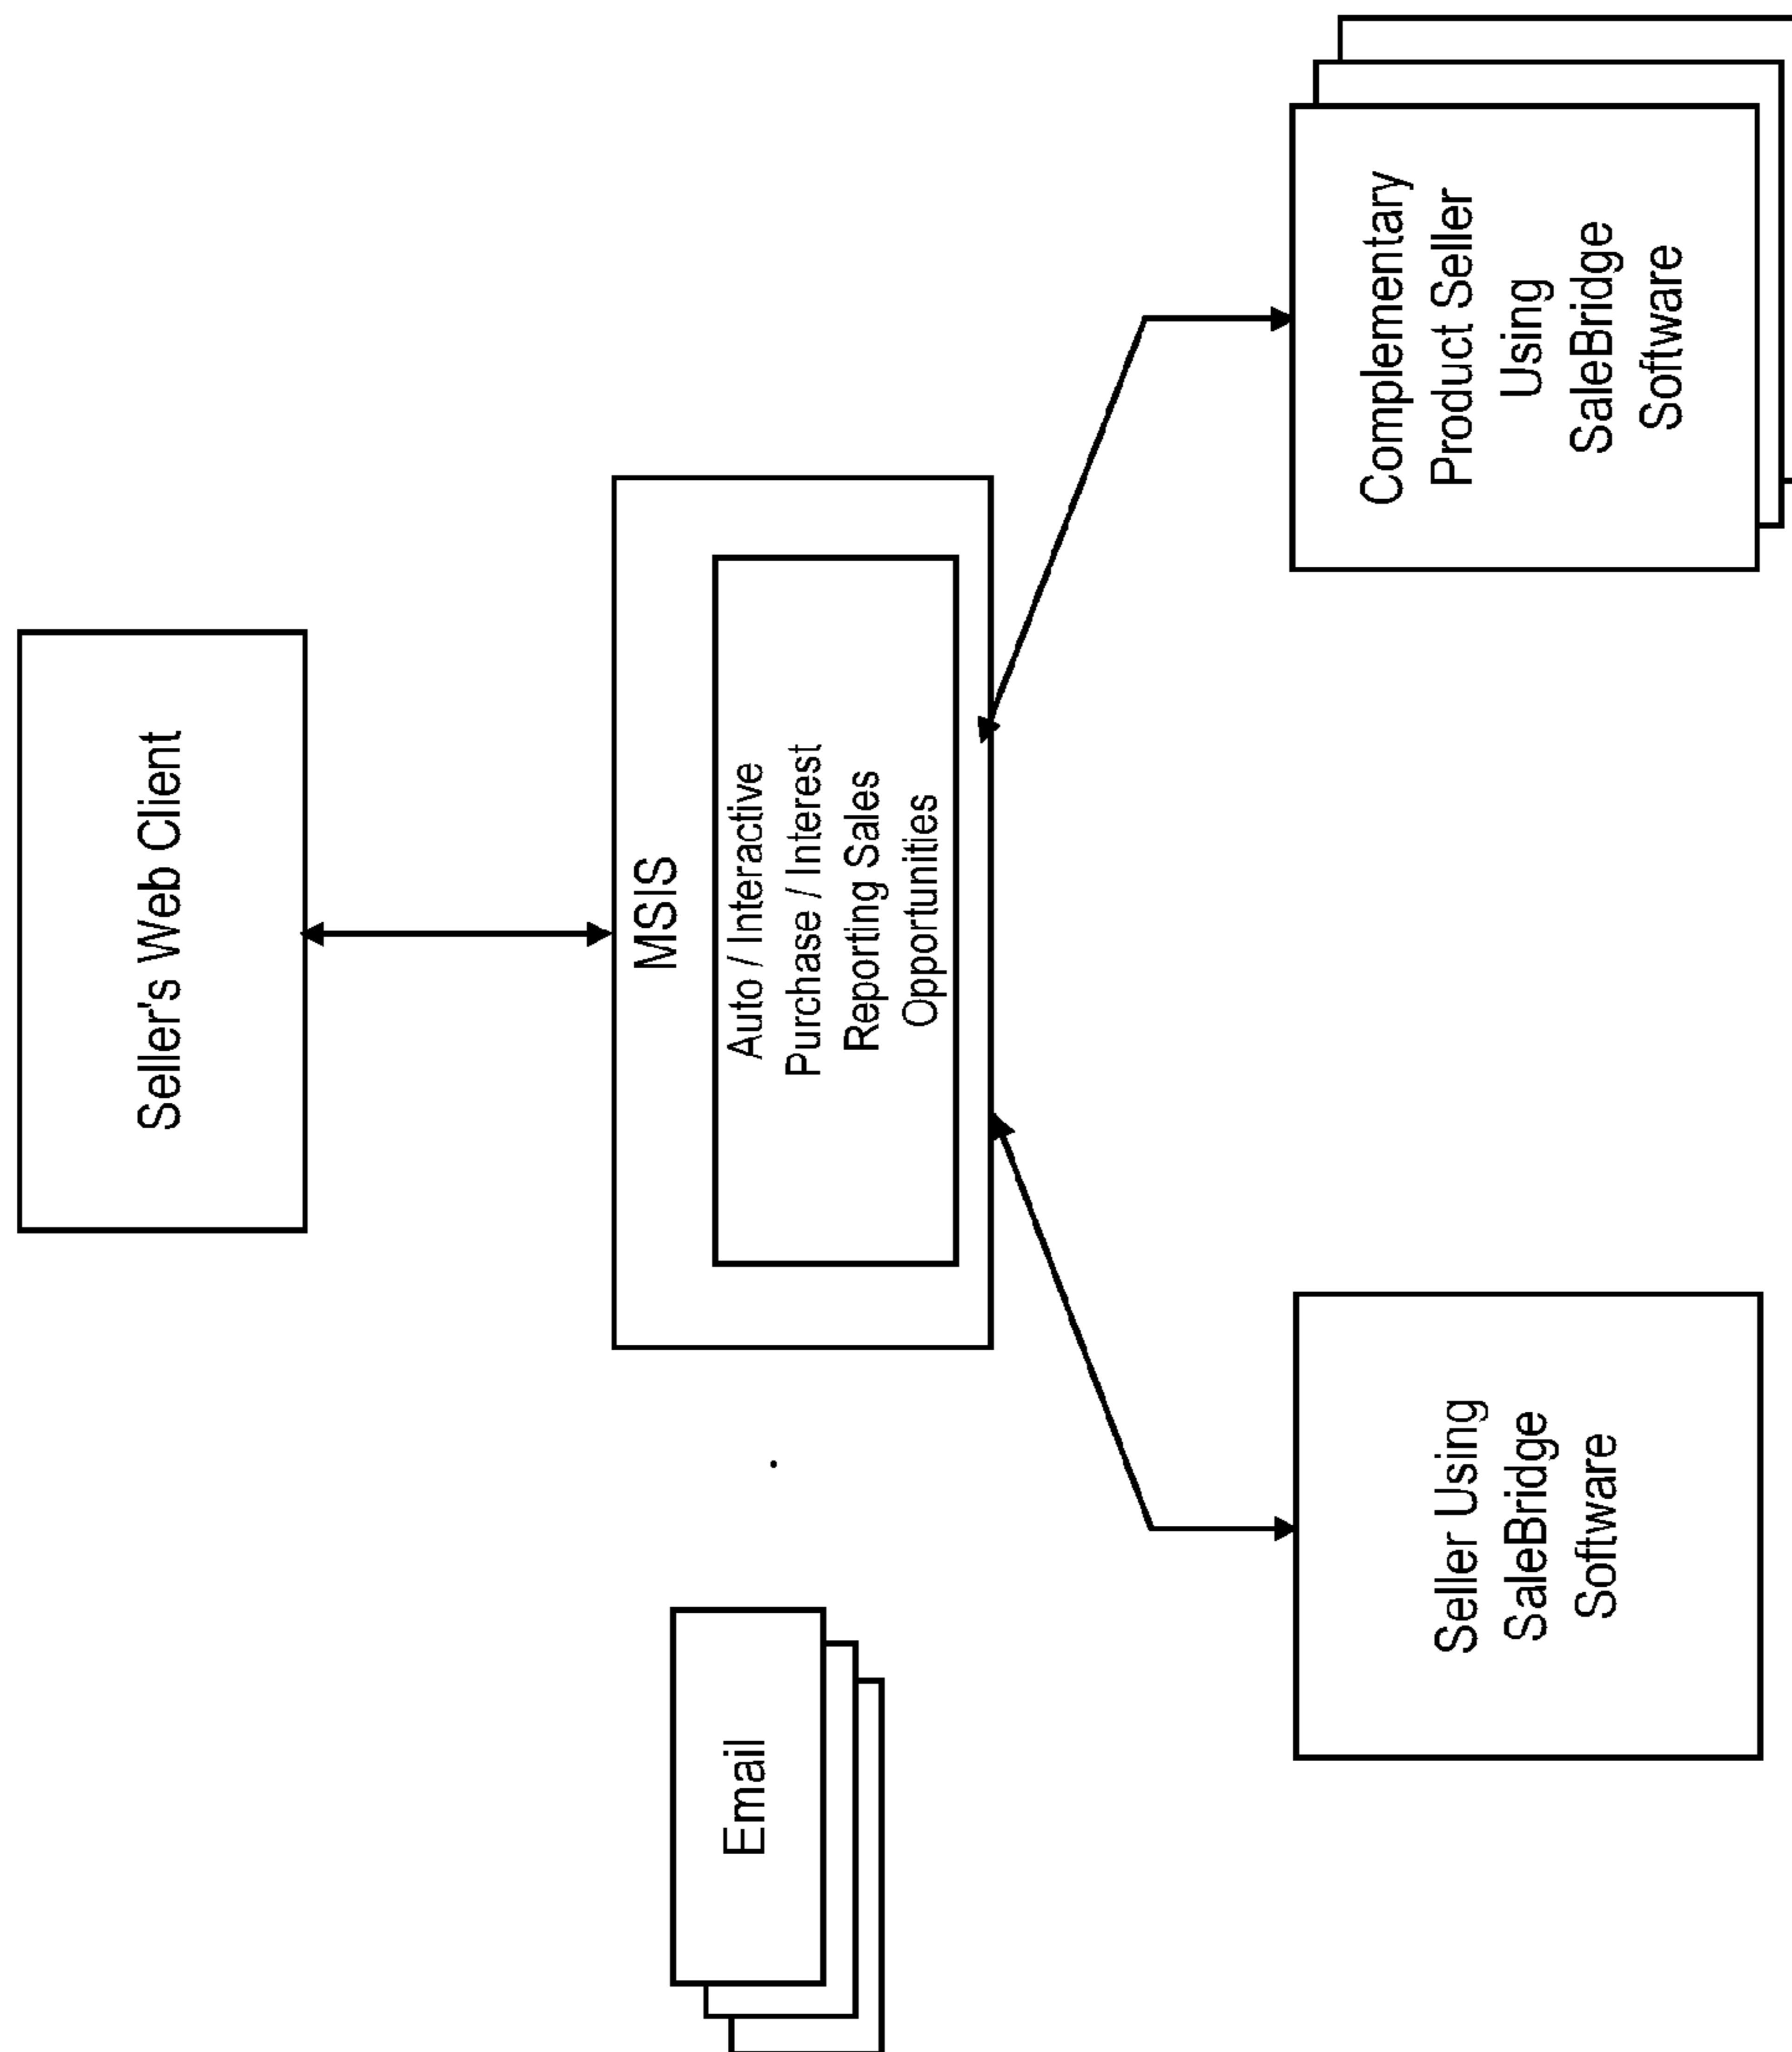 Seller's Web Client
MSIS
Auto / Interactive
Purchase / Interest
Reporting Sales
Opportunities
Email
Seller Using
SaleBridge
Software
Complementary
Product Seller
Using
SaleBridge
Software